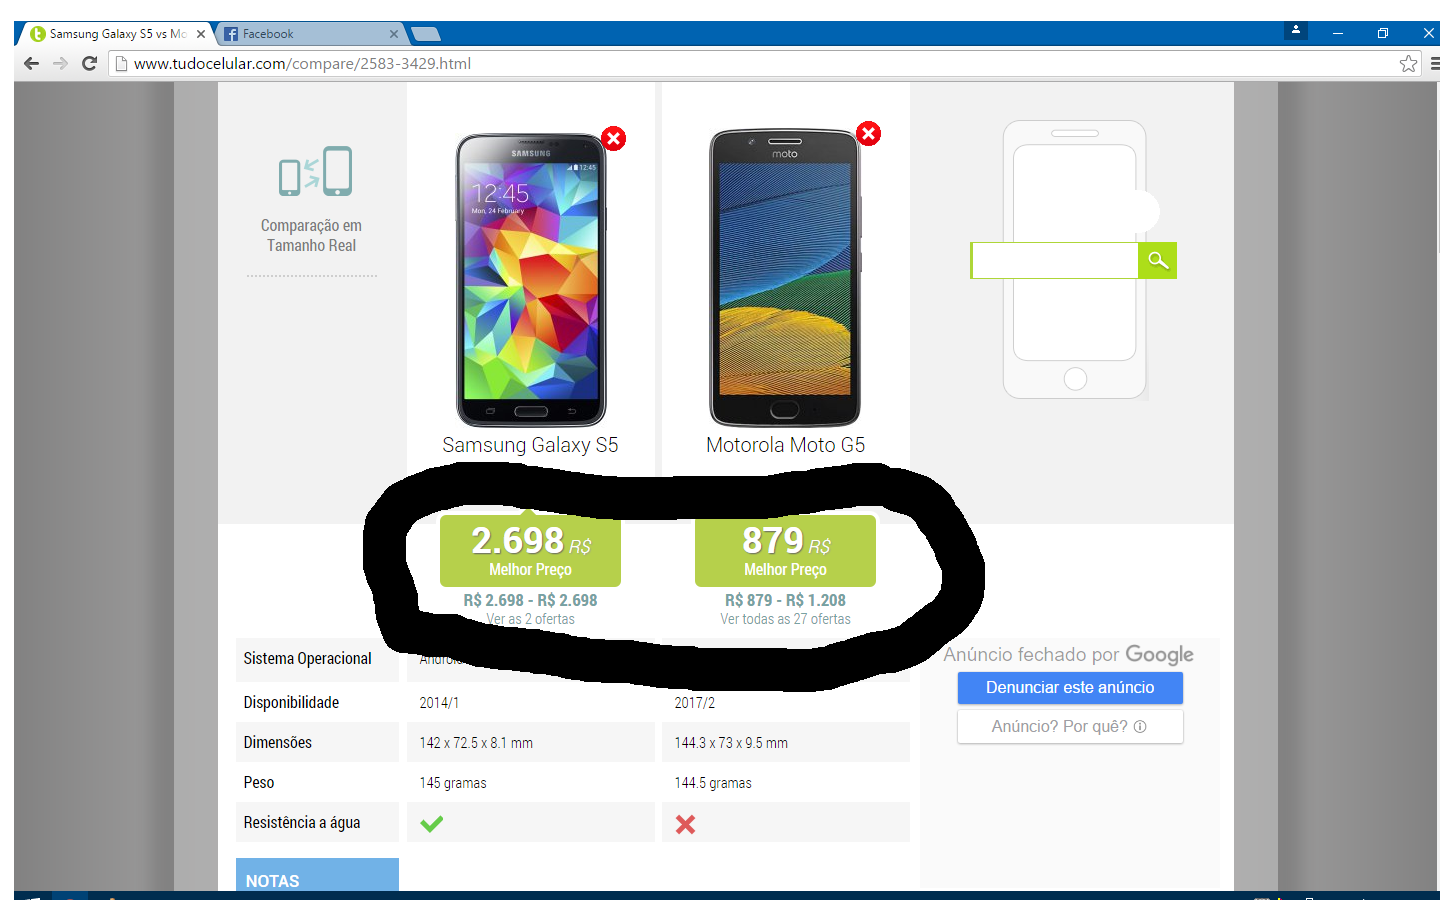 Samsung Galaxy S5 vs Mo
Facebook
www.tudocelular.com/compare/2583-3429.html
SAMSUNG
12:45
12:45
Mon, 24 February
moto
Comparação em
Tamanho Real
Samsung Galaxy S5
Motorola Moto G5
2.698 R$
Melhor Preço
R$ 2.698 - R$ 2.698
Ver as 2 ofertas
879 R$
Melhor Preço
R$ 879 - R$ 1.208
Ver todas as 27 ofertas
Sistema Operacional
Disponibilidade
2014/1
2017/2
Dimensões
142 x 72.5 x 8.1 mm
144.3 x 73 x 9.5 mm
Peso
145 gramas
144.5 gramas
Resistência a água
NOTAS
Anúncio fechado por Google
Denunciar este anúncio
Anúncio? Por quê?